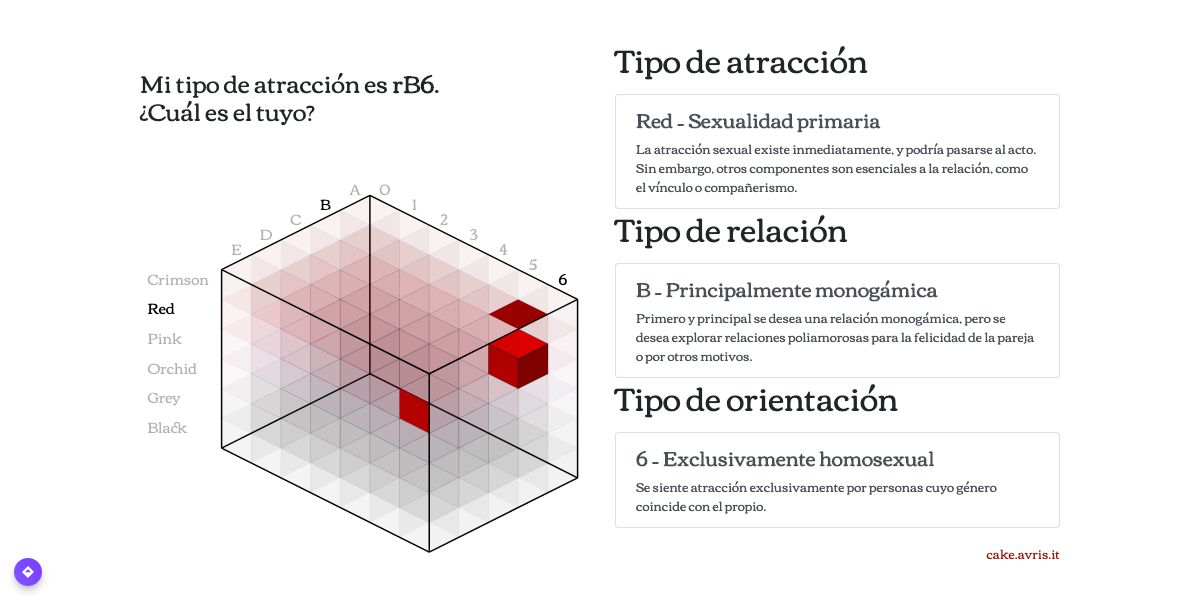 Mi tipo de atracción es rB6.
¿Cuál es el tuyo?
A
B
C
D
E
0
1
2
3
4
5
6
Crimson
Red
Pink
Orchid
Grey
Black
Tipo de atracción
Red - Sexualidad primaria
La atracción sexual existe inmediatamente, y podría pasarse al acto.
Sin embargo, otros componentes son esenciales a la relación, como
el vínculo o compañerismo.
Tipo de relación
B - Principalmente monogámica
Primero y principal se desea una relación monogámica, pero se
desea explorar relaciones poliamorosas para la felicidad de la pareja
o por otros motivos.
Tipo de orientación
6 - Exclusivamente homosexual
Se siente atracción exclusivamente por personas cuyo género
coincide con el propio.
cake.avris.it